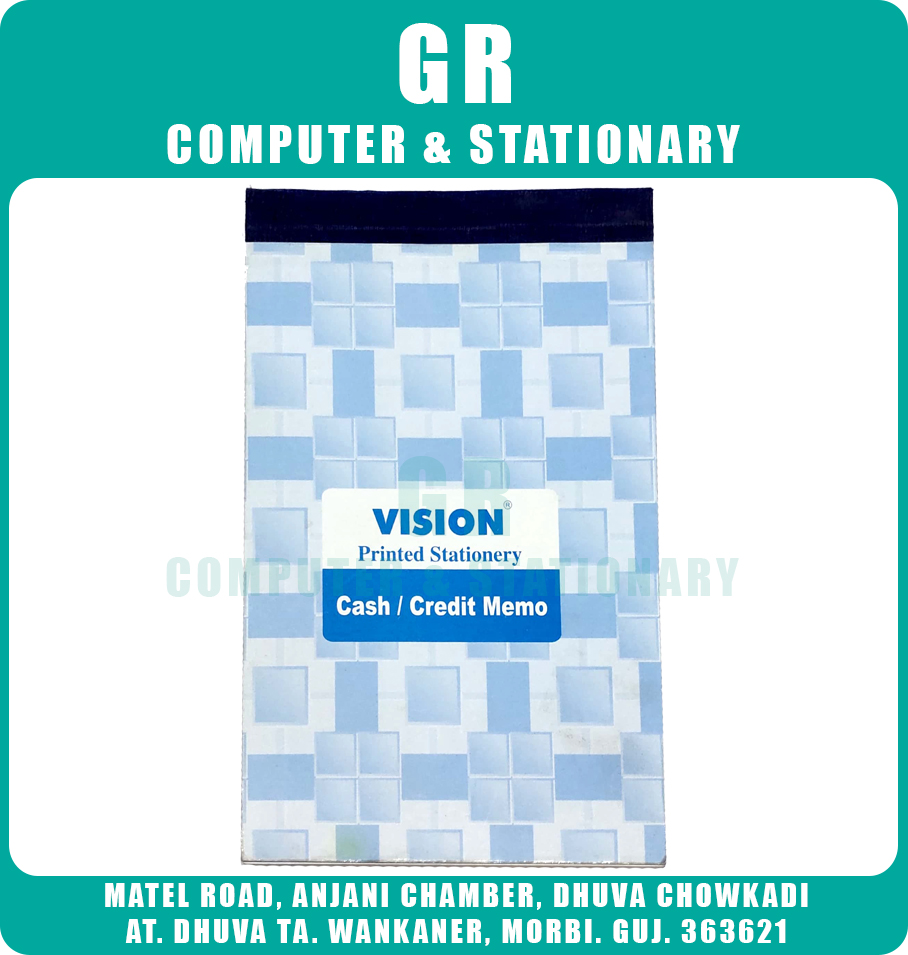 GR
COMPUTER & STATIONARY
GR
VISION®
Printed Stationery
COMPUTER & STATIONARY
Cash / Credit Memo
MATEL ROAD, ANJANI CHAMBER, DHUVA CHOWKADI
AT. DHUVA TA. WANKANER, MORBI. GUJ. 363621